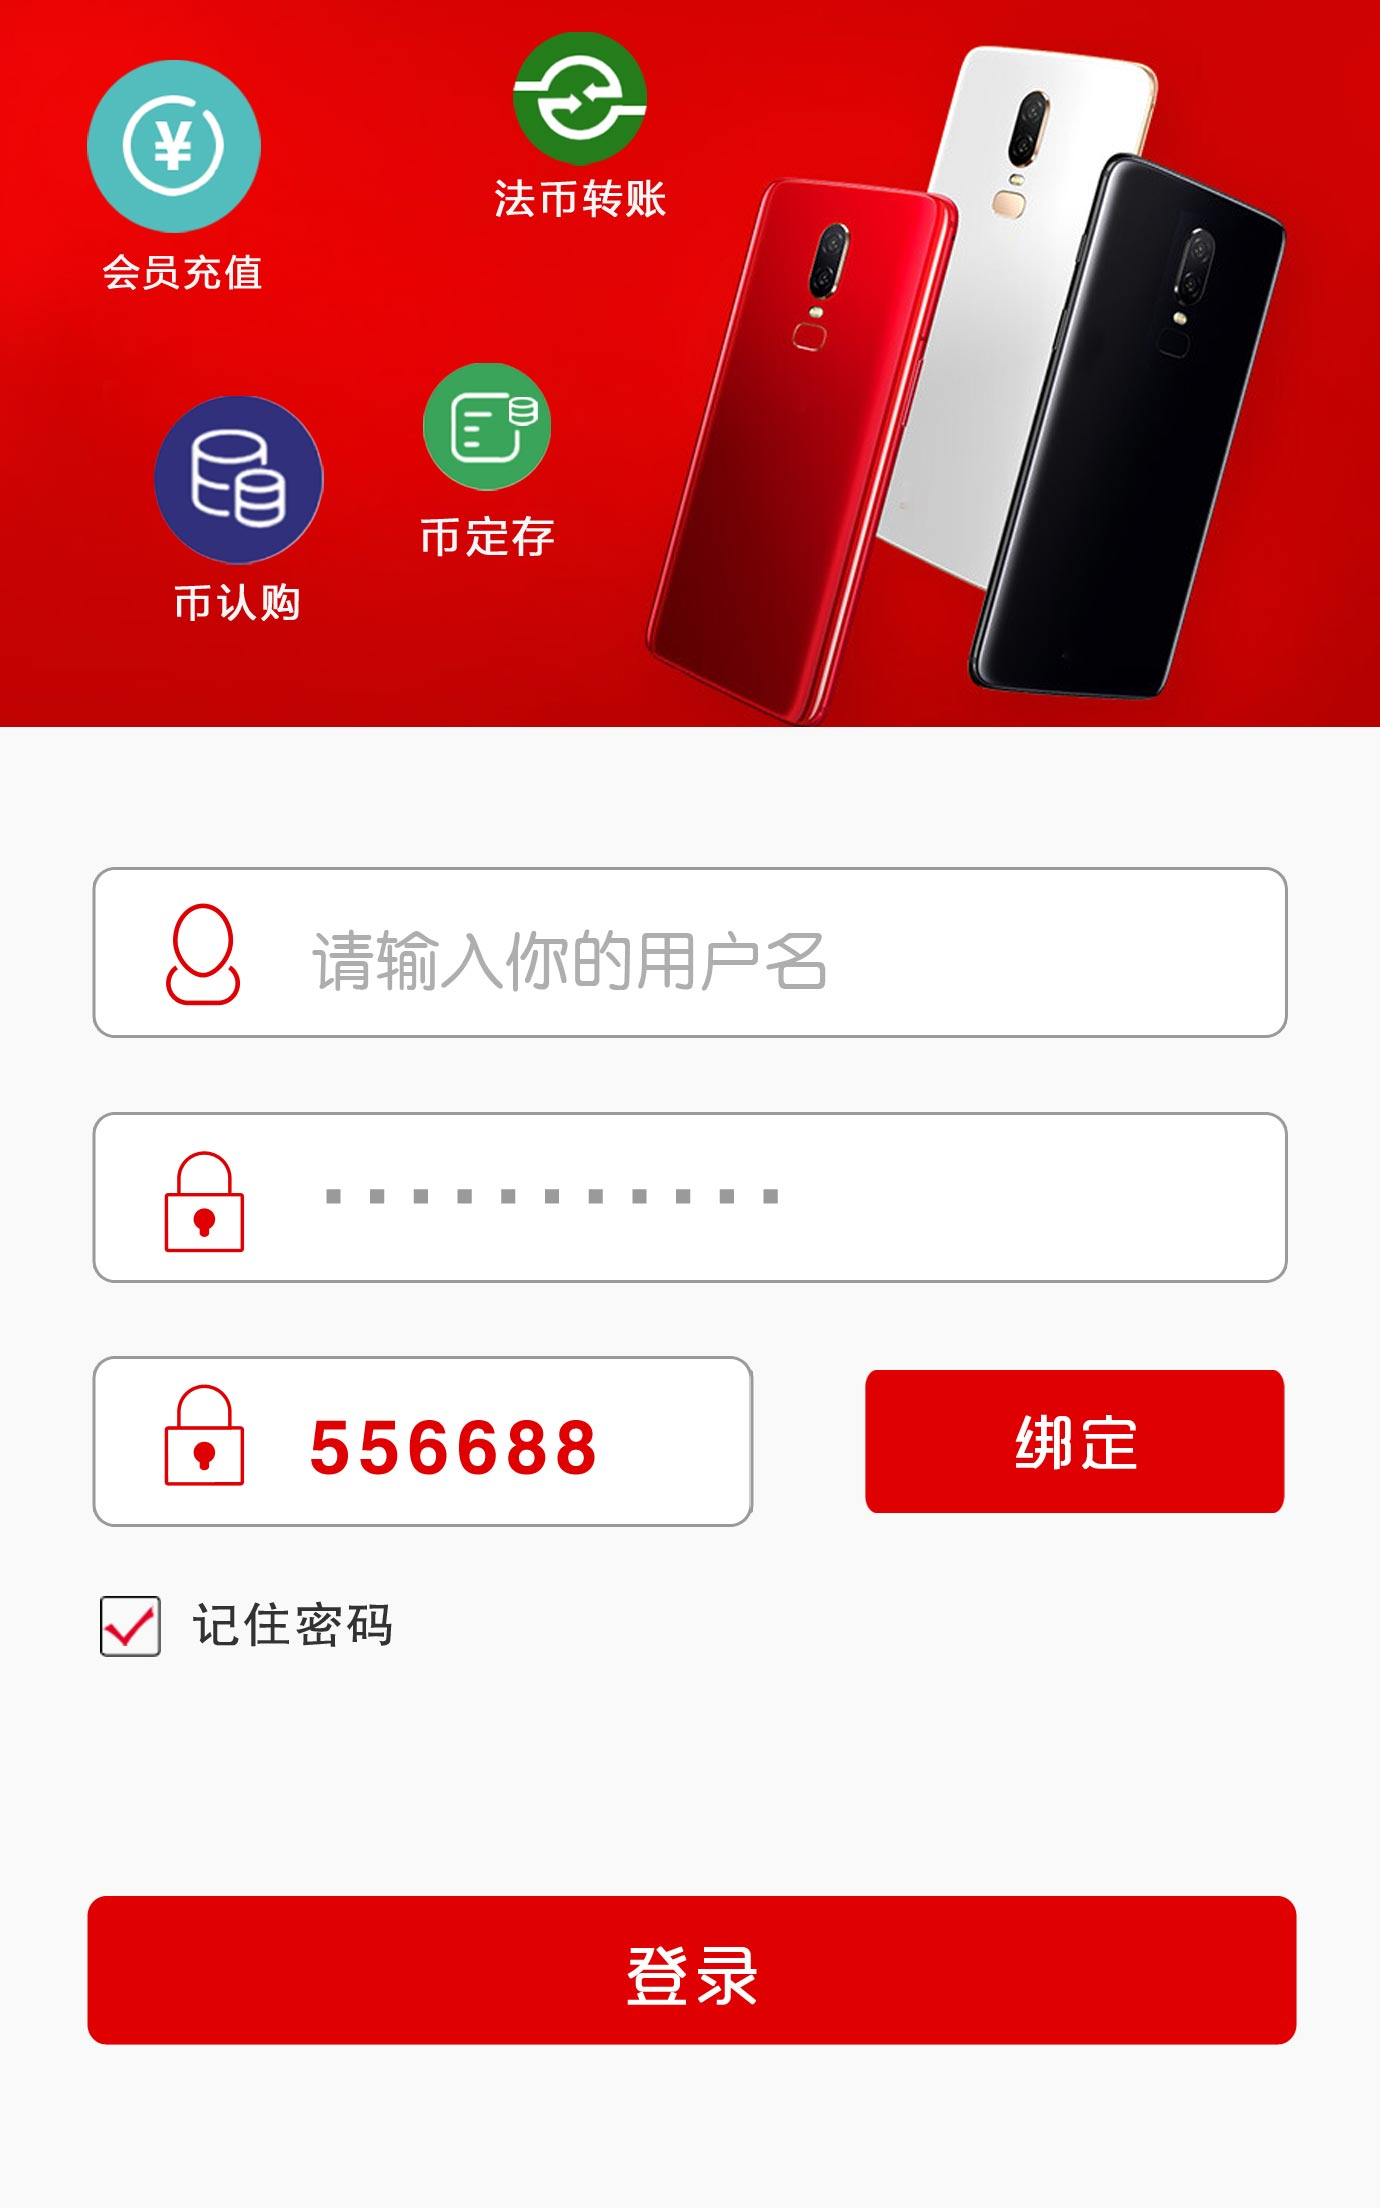 法币转账
会员充值
币定存
币认购
请输入你的用户名
556688
绑定
记住密码
登录